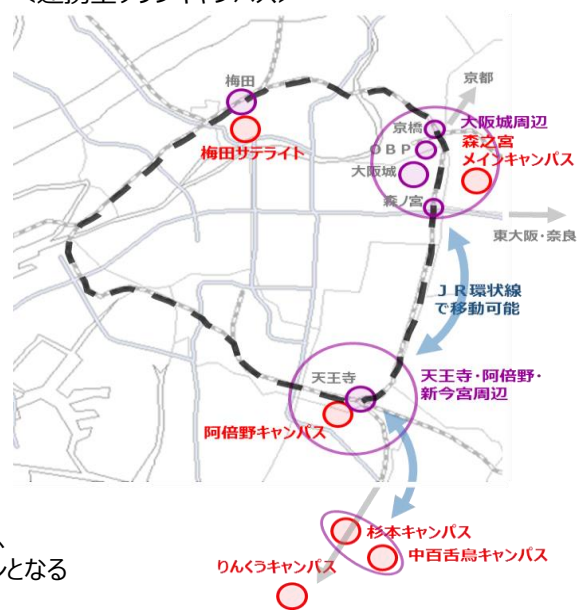 梅田
梅田サテライト
京都
京橋
大阪城周辺
森之宮
メインキャンパス
ＯＢＰ
大阪城
森ノ宮
東大阪・奈良
ＪＲ環状線
で移動可能
天王寺
天王寺・阿倍野・
新今宮周辺
阿倍野キャンパス
杉本キャンパス
中百舌鳥キャンパス
りんくうキャンパス
となる